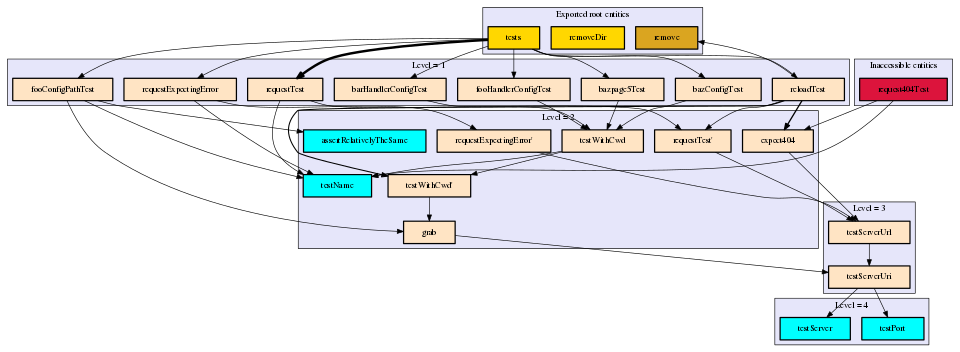 Exported root entities
tests
removeDir
remove
Level = 1
Inaccessible entities
fooConfigPathTest
requestExpectingError
requestTest
barHandlerConfigTest
fooHandlerConfigTest
bazpageSTest
bazConfigTest
reloadTest
request404Test
Level = 2
assertRelativelyTheSame
requestExpectingError'
testWithCwd
requestTest'
expect404
testName
testWithCwd'
grab
Level = 3
testServerUrl
testServerUri
Level = 4
testServer
testPort